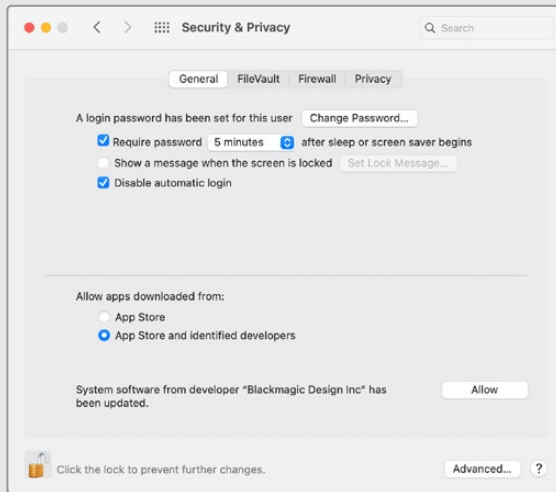 Security & Privacy
Search
General FileVault Firewall Privacy
A login password has been set for this user Change Password...
Require password 5 minutes after sleep or screen saver begins
Show a message when the screen is locked Set Lock Message...
Disable automatic login
Allow apps downloaded from:
App Store
App Store and identified developers
System software from developer “Blackmagic Design Inc” has
been updated.
Allow
Click the lock to prevent further changes.
Advanced... ?